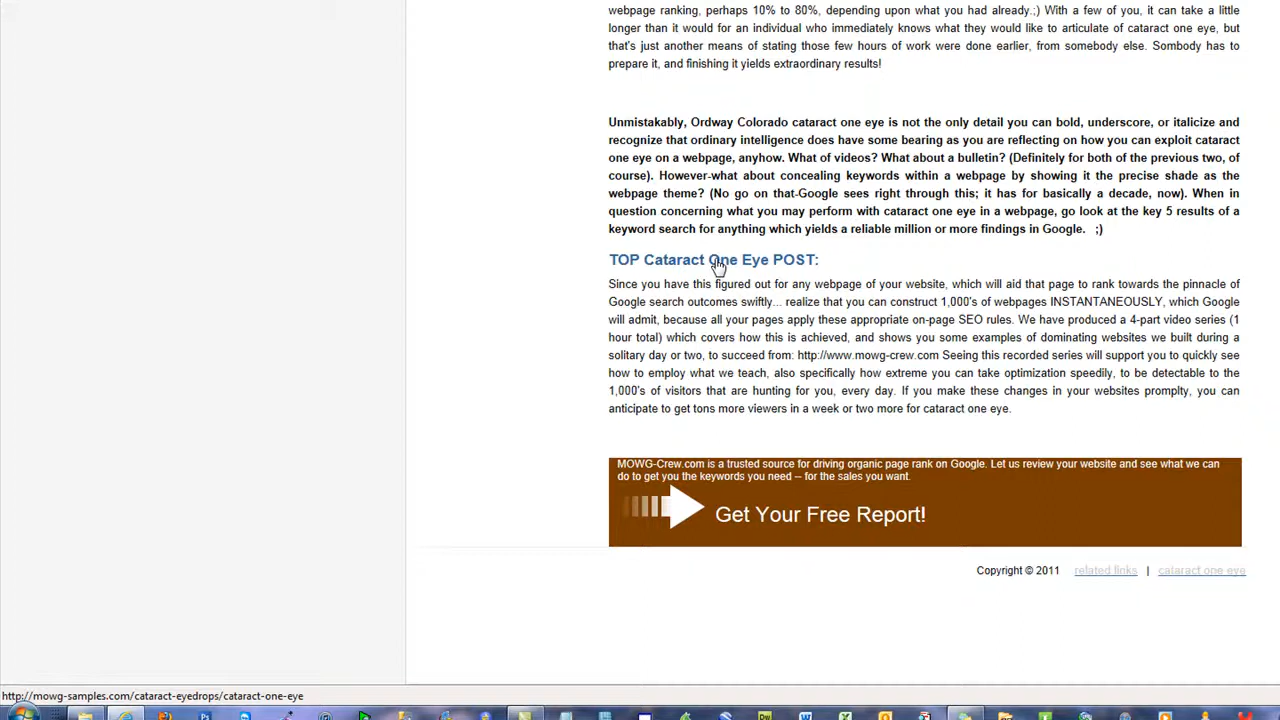 webpage ranking, perhaps 10% to 80%, depending upon what you had already.;) With a few of you, it can take a little
longer than it would for an individual who immediately knows what they would like to articulate of cataract one eye, but
that's just another means of stating those few hours of work were done earlier, from somebody else. Sombody has to
prepare it, and finishing it yields extraordinary results!
Unmistakably, Ordway Colorado cataract one eye is not the only detail you can bold, underscore, or italicize and
recognize that ordinary intelligence does have some bearing as you are reflecting on how you can exploit cataract
one eye on a webpage, anyhow. What of videos? What about a bulletin? (Definitely for both of the previous two, of
course). However-what about concealing keywords within a webpage by showing it the precise shade as the
webpage theme? (No go on that-Google sees right through this; it has for basically a decade, now). When in
question concerning what you may perform with cataract one eye in a webpage, go look at the key 5 results of a
keyword search for anything which yields a reliable million or more findings in Google. ;)
TOP Cataract One Eye POST:
Since you have this figured out for any webpage of your website, which will aid that page to rank towards the pinnacle of
Google search outcomes swiftly... realize that you can construct 1,000's of webpages INSTANTANEOUSLY, which Google
will admit, because all your pages apply these appropriate on-page SEO rules. We have produced a 4-part video series (1
hour total) which covers how this is achieved, and shows you some examples of dominating websites we built during a
solitary day or two, to succeed from: http://www.mowg-crew.com Seeing this recorded series will support you to quickly see
how to employ what we teach, also specifically how extreme you can take optimization speedily, to be detectable to the
1,000's of visitors that are hunting for you, every day. If you make these changes in your websites promplty, you can
anticipate to get tons more viewers in a week or two more for cataract one eye.
MOWG-Crew.com is a trusted source for driving organic page rank on Google. Let us review your website and see what we can
do to get you the keywords you need -- for the sales you want.
Get Your Free Report!
Copyright © 2011 related links | cataract one eye
http://mowg-samples.com/cataract-eyedrops/cataract-one-eye